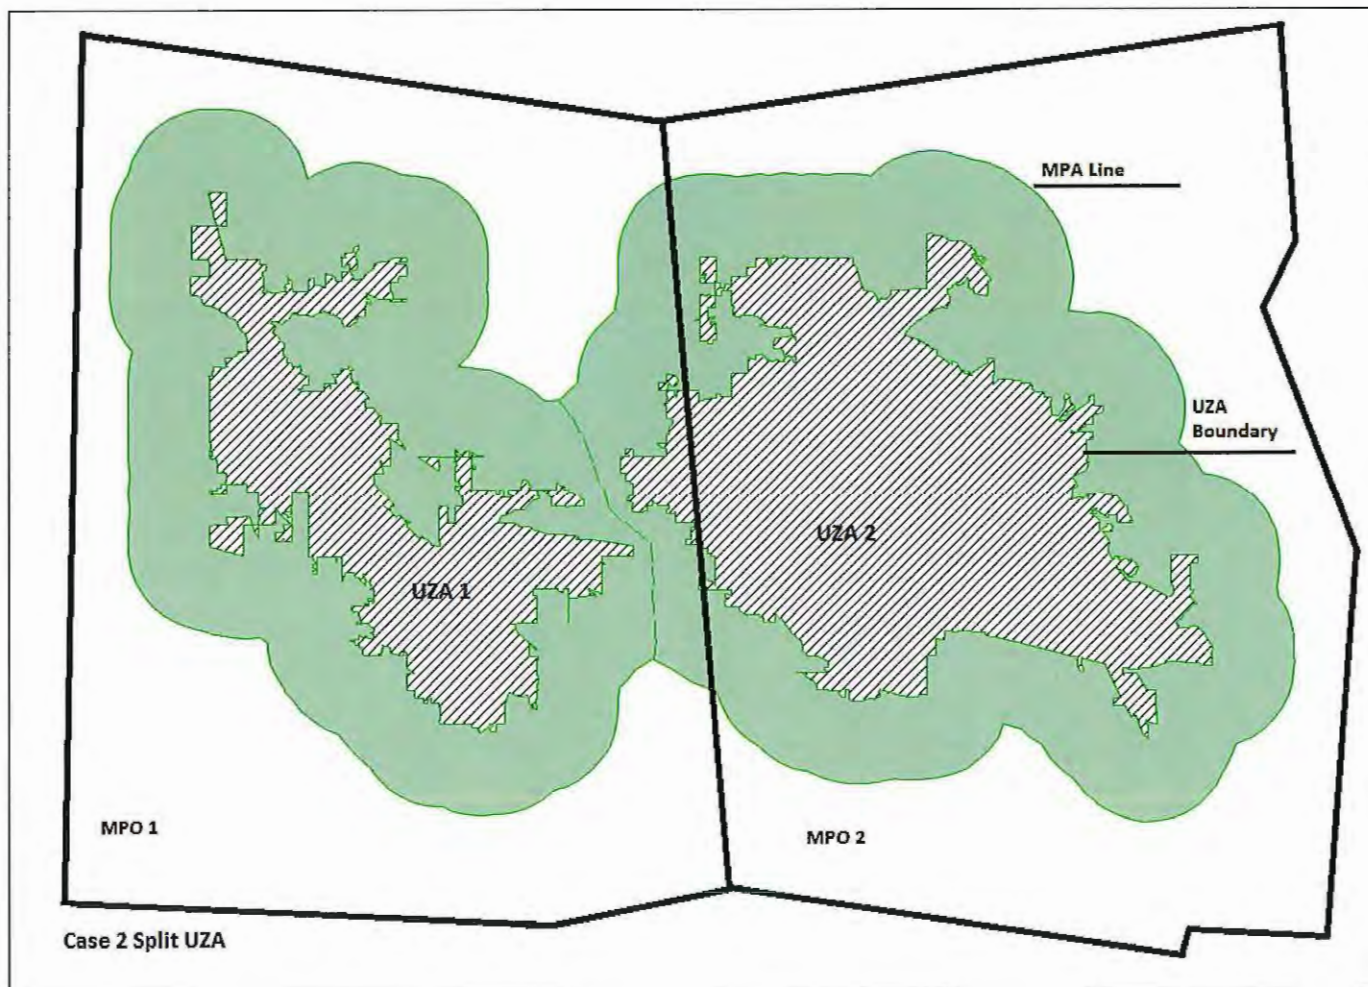 MPA Line
UZA
Boundary
UZA 2
UZA 1
MPO 1
MPO 2
Case 2 Split UZA